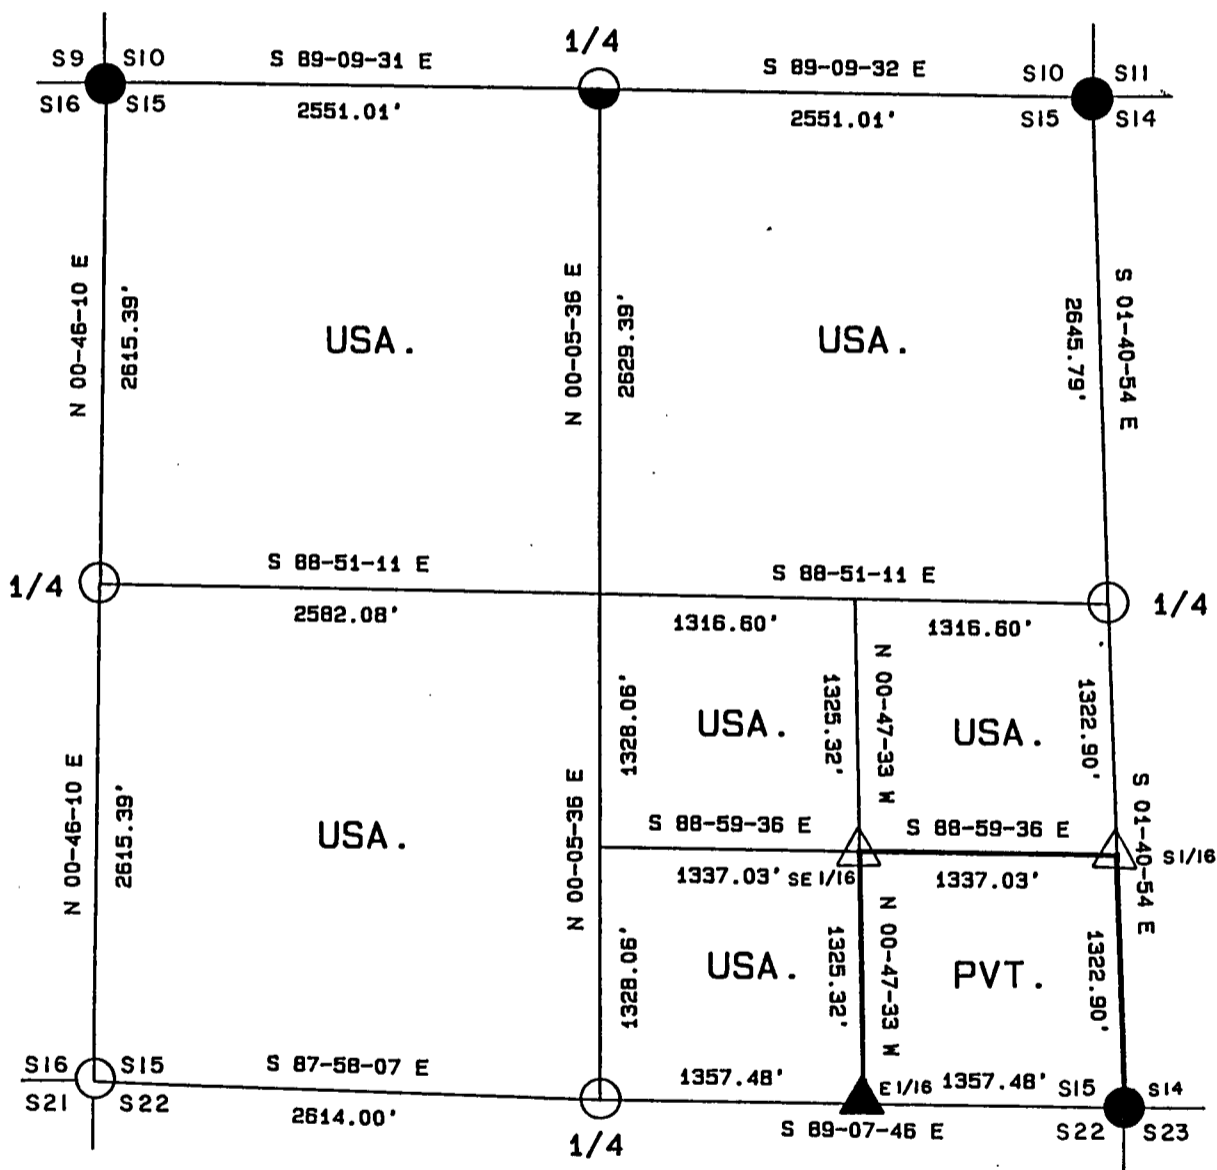 1/4
S9 S10
S 89-09-31 E
S 89-09-32 E
S10 S11
S16 S15
2551.01'
2551.01'
S15 S14
N 00-46-10 E
2615.39'
USA.
N 00-05-36 E
2629.39'
USA.
2645.79'
S 01-40-54 E
S 88-51-11 E
S 88-51-11 E
1/4
1/4
2582.08'
1316.60'
1316.60'
1328.06'
USA.
1325.32'
N 00-47-33 W
USA.
1322.90'
N 00-46-10 E
2615.39'
USA.
N 00-05-36 E
S 88-59-36 E
S 88-59-36 E
S 01-40-54 E
S1/16
1337.03'
SE 1/16
1337.03'
1328.06'
USA.
1325.32'
N 00-47-33 W
PVT.
1322.90'
S16 S15
S 87-58-07 E
1357.48'
E1/16
1357.48'
S15 S14
S21 S22
2614.00'
S 89-07-46 E
S22 S23
1/4